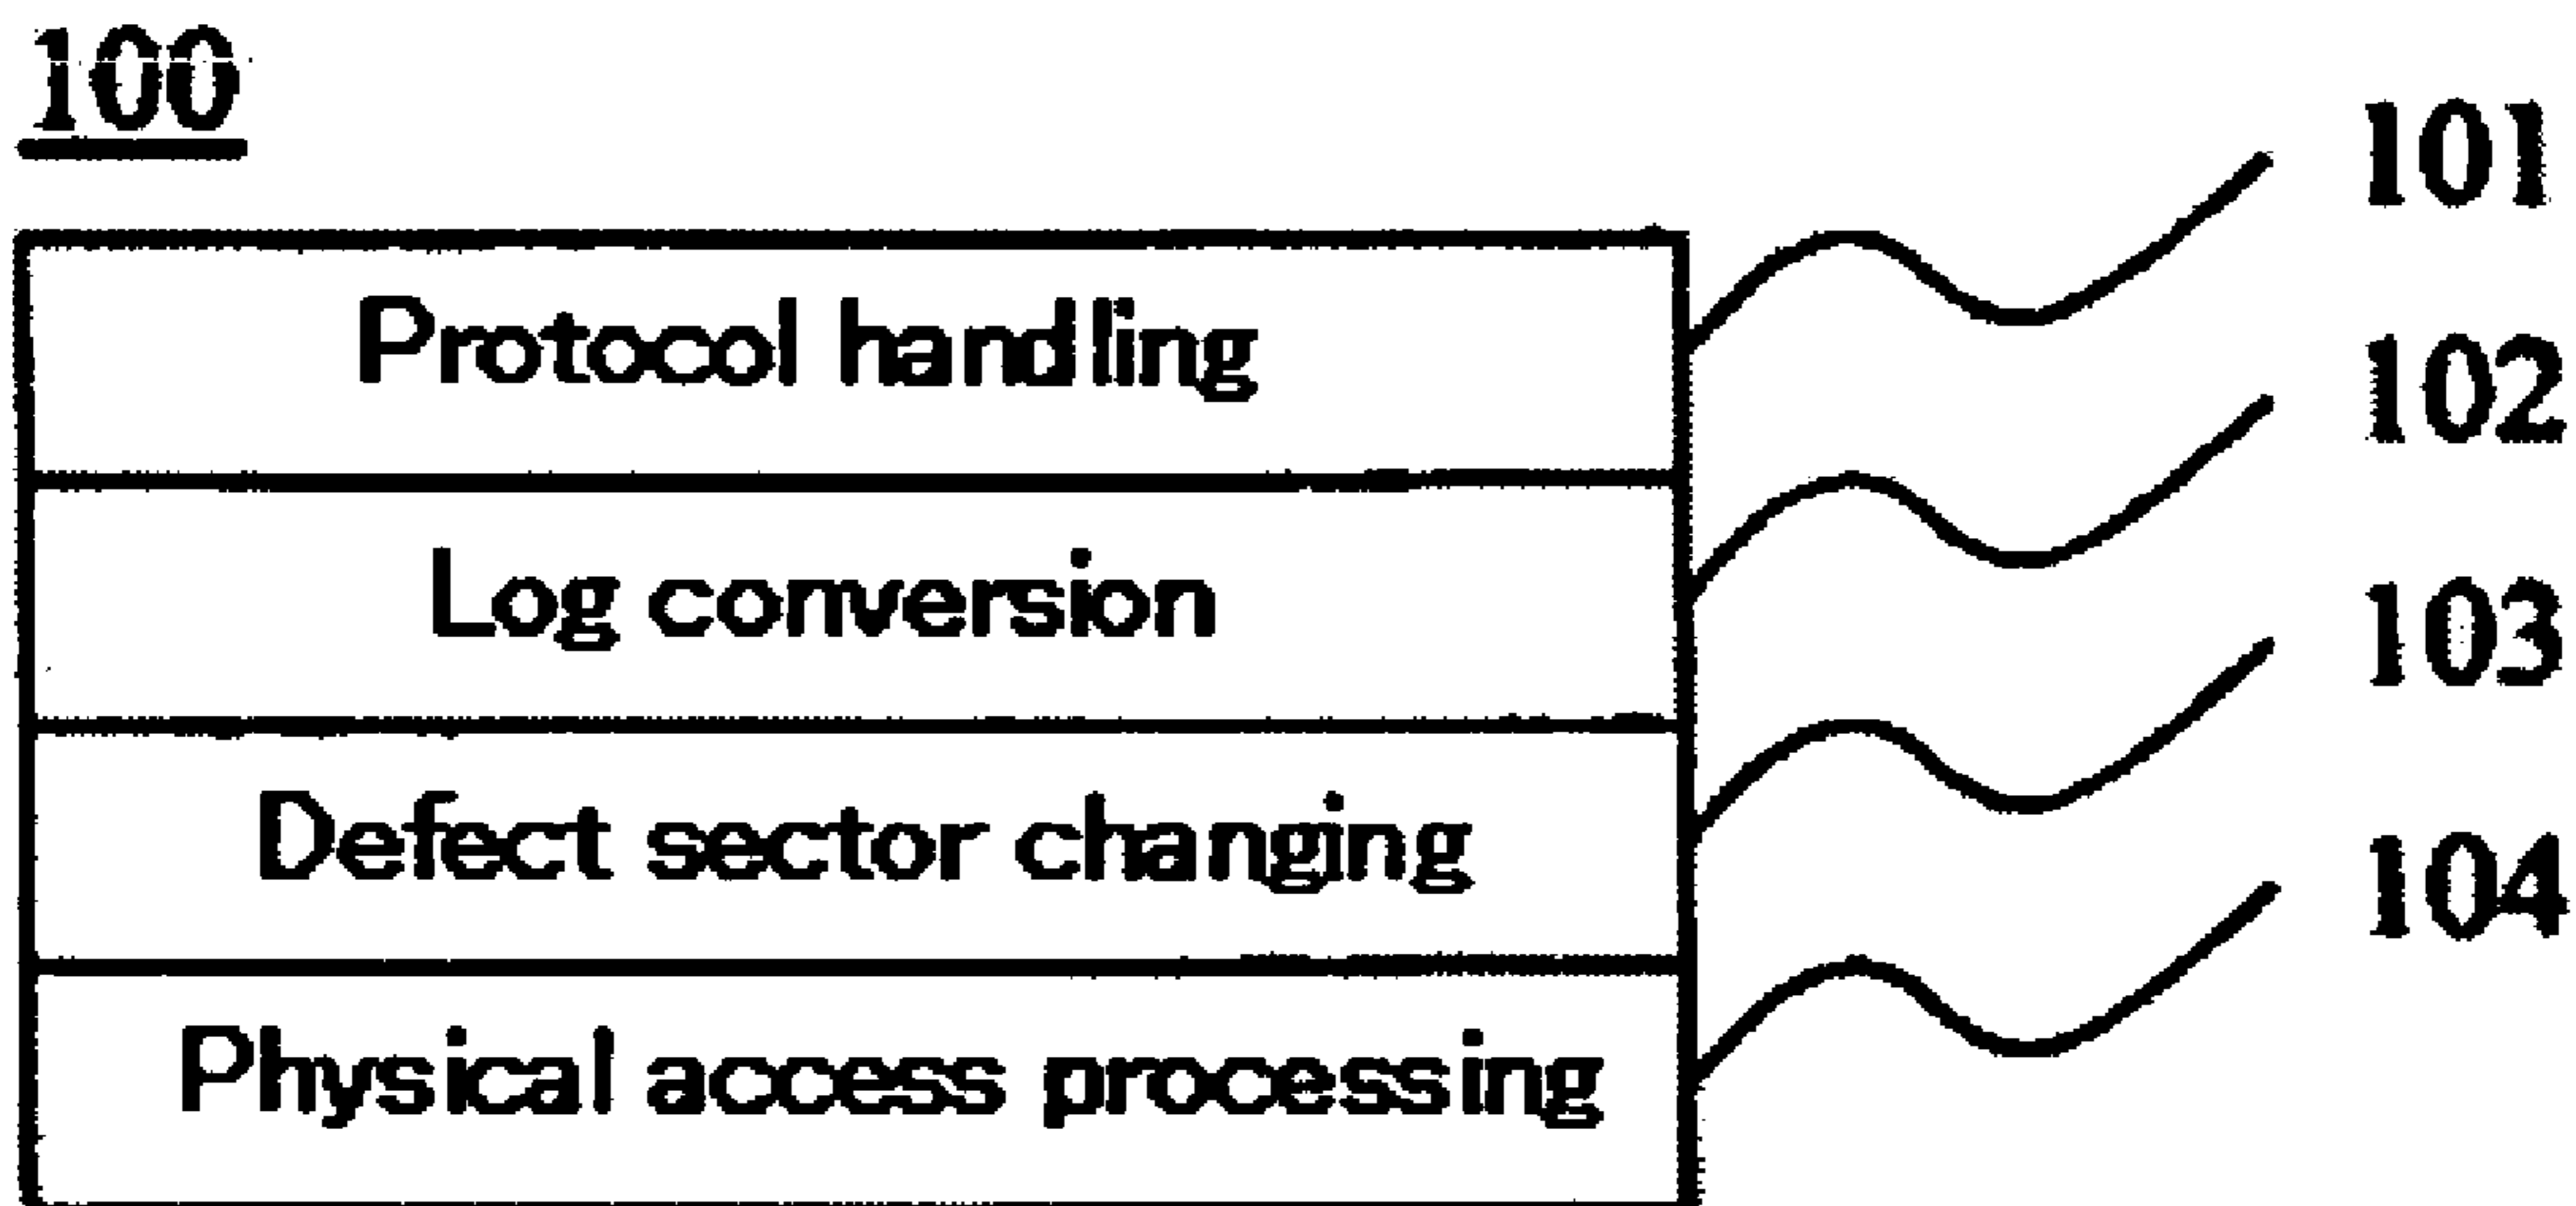 100
101
Protocol handling
102
Log conversion
103
Defect sector changing
104
Physical access processing